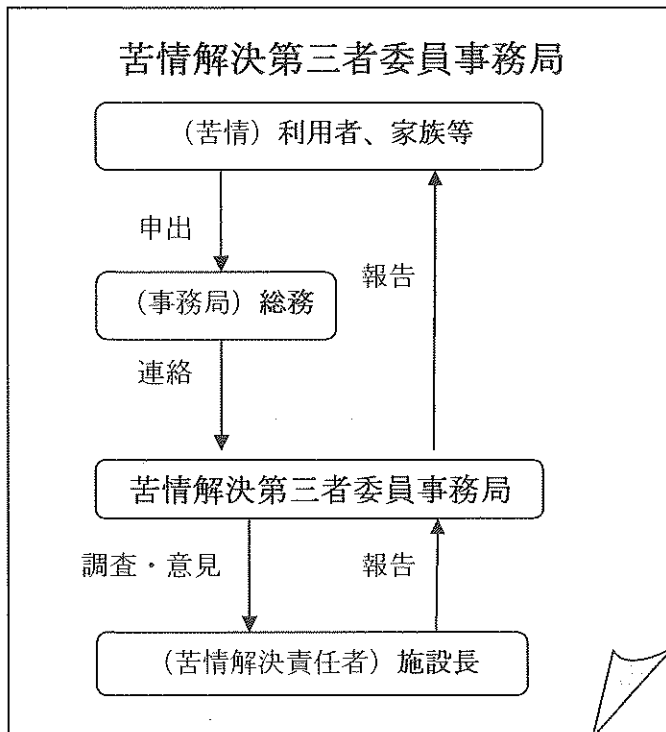 苦情解決第三者委員事務局
(苦情)利用者、家族等
申出
報告
(事務局)総務
連絡
苦情解決第三者委員事務局
調査・意見
報告
(苦情解決責任者)施設長